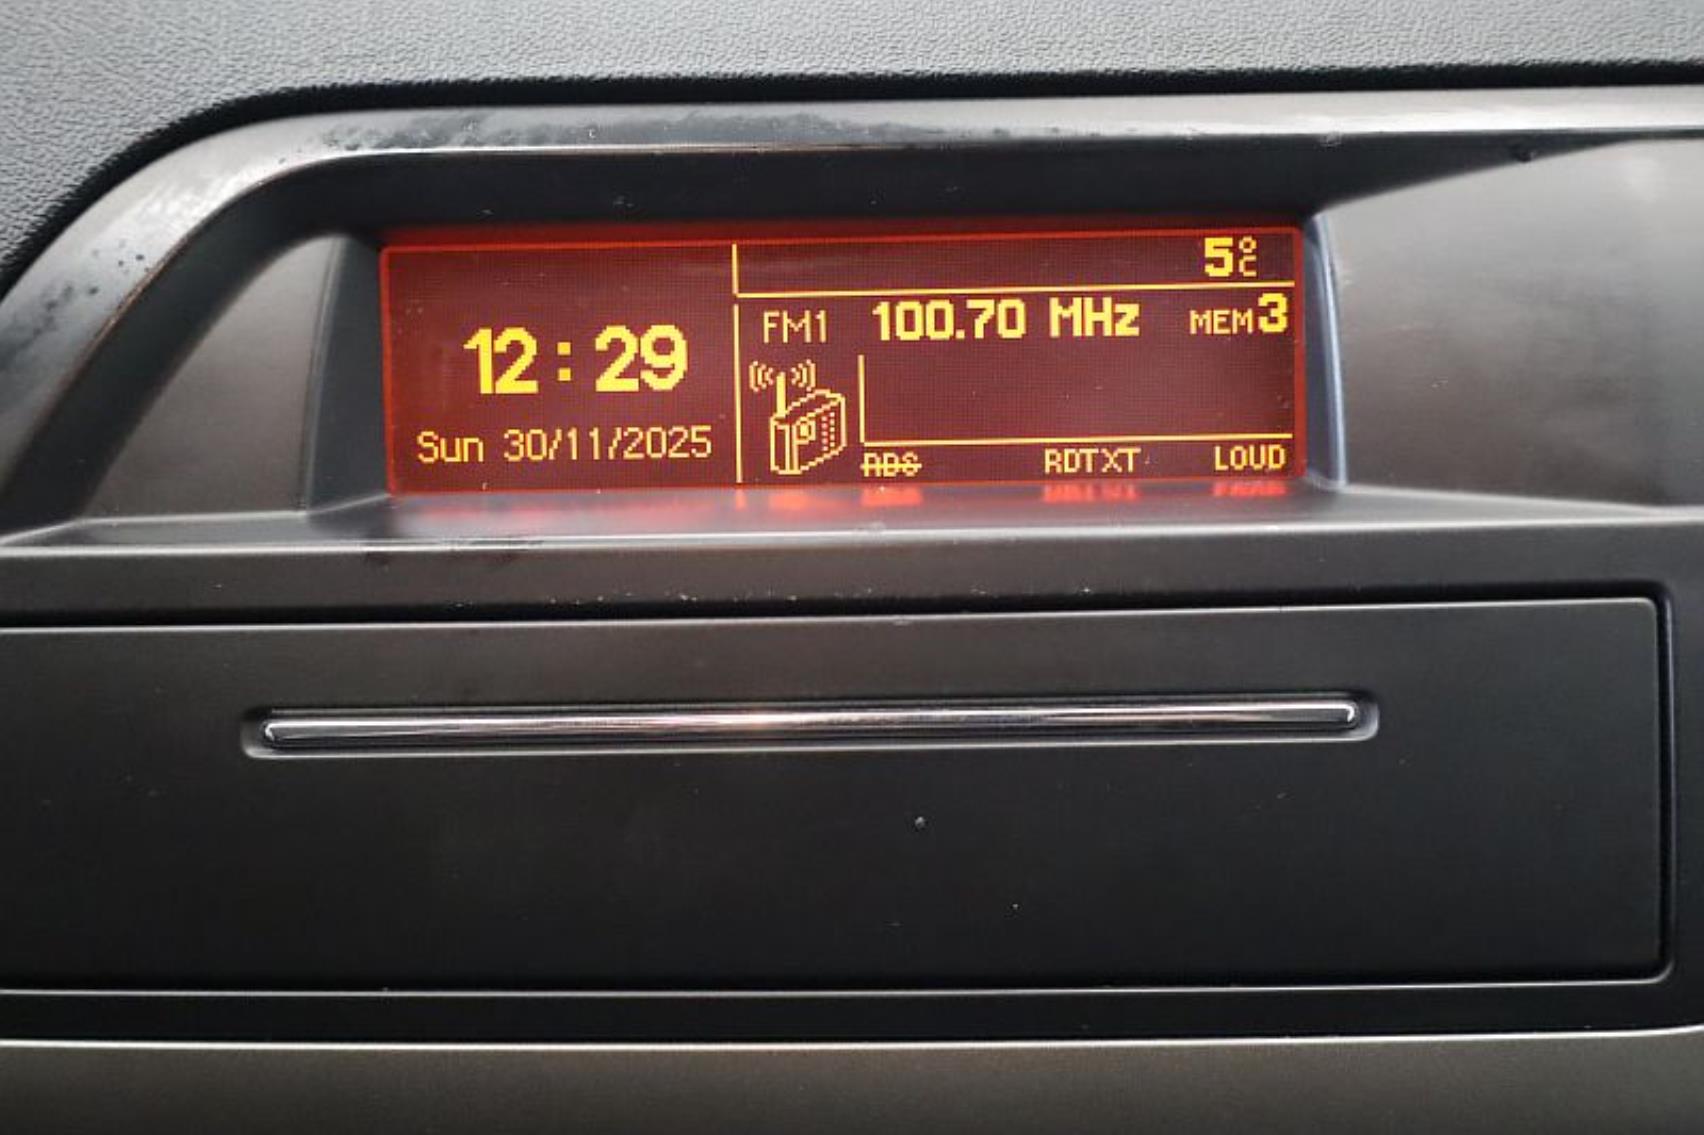 5°C
FM1 100.70 MHz MEM3
12:29
Sun 30/11/2025
RDS RDTXT LOUD